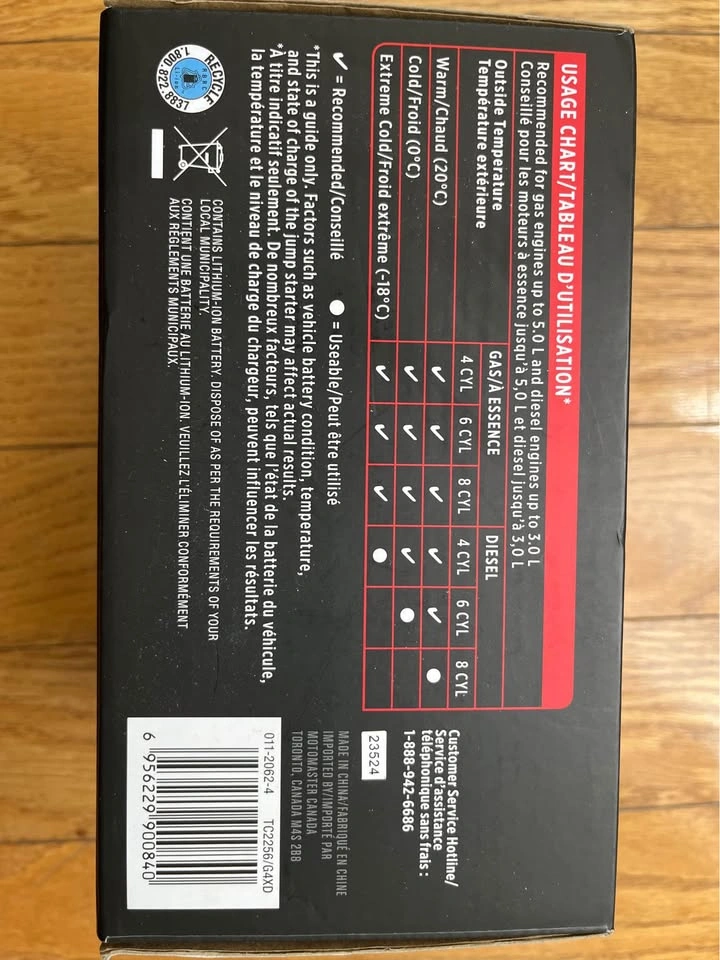 USAGE CHART/TABLEAU D'UTILISATION*
Recommended for gas engines up to 5.0 L and diesel engines up to 3.0 L
Conseillé pour les moteurs à essence jusqu'à 5,0 L et diesel jusqu'à 3,0 L
Outside Temperature
Température extérieure
GAS/À ESSENCE
DIESEL
4 CYL 6 CYL 8 CYL 4 CYL 6 CYL 8 CYL
Warm/Chaud (20°C) ✓ ✓ ✓ ✓ ✓ ●
Cold/Froid (0°C) ✓ ✓ ✓ ✓ ●
Extreme Cold/Froid extrême (-18°C) ✓ ✓ ✓ ●
✓ = Recommended/Conseillé ● = Useable/Peut être utilisé
*This is a guide only. Factors such as vehicle battery condition, temperature,
and state of charge of the jump starter may affect actual results.
*À titre indicatif seulement. De nombreux facteurs, tels que l'état de la batterie du véhicule,
la température et le niveau de charge du chargeur, peuvent influencer les résultats.
RECYCLE
RBRC
Li-ion
1.800.822.8837
CONTAINS LITHIUM-ION BATTERY. DISPOSE OF AS PER THE REQUIREMENTS OF YOUR
LOCAL MUNICIPALITY.
CONTIENT UNE BATTERIE AU LITHIUM-ION. VEUILLEZ L'ÉLIMINER CONFORMÉMENT
AUX RÈGLEMENTS MUNICIPAUX.
Customer Service Hotline/
Service d'assistance
téléphonique sans frais :
1-888-942-6686
23524
MADE IN CHINA/FABRIQUÉ EN CHINE
IMPORTED BY/IMPORTÉ PAR
MOTOMASTER CANADA
TORONTO, CANADA M4S 2B8
011-2062-4 TC2256/G4XD
6 956229 900840